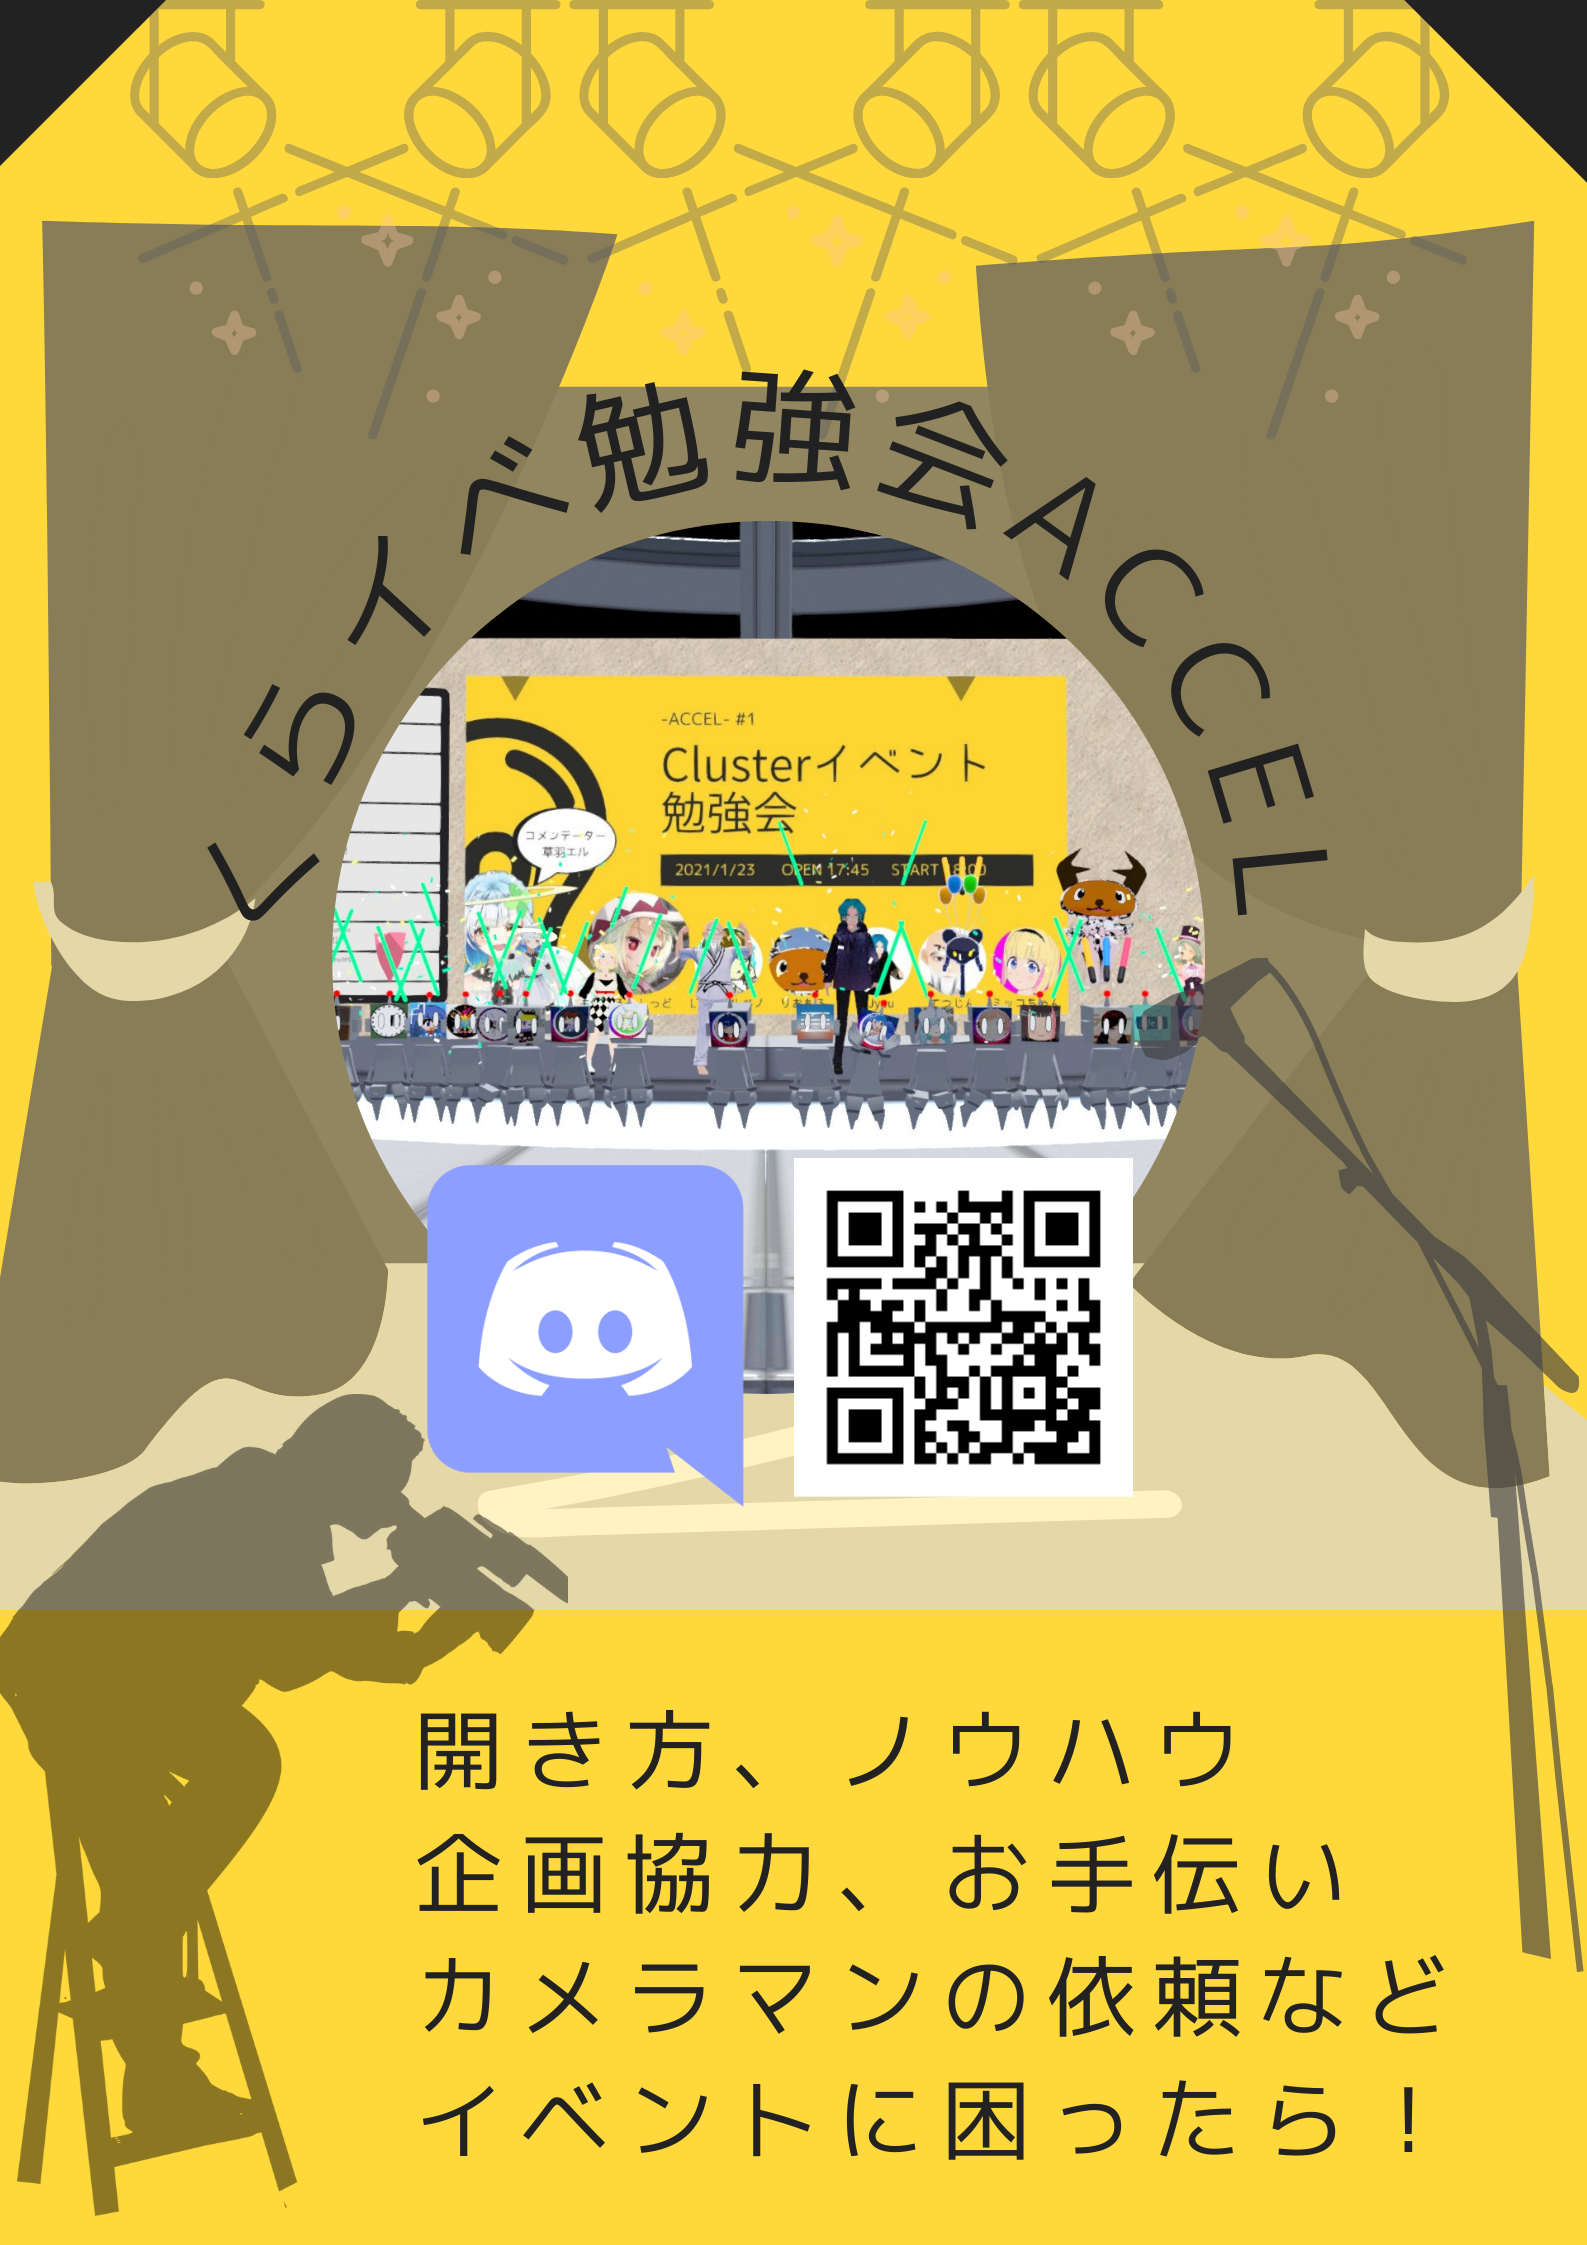 くらイベ勉強会ACCEL
-ACCEL- #1
Clusterイベント
勉強会
2021/1/23 OPEN 17:45 START 18:00
コメンテーター
草羽エル
開き方、ノウハウ
企画協力、お手伝い
カメラマンの依頼など
イベントに困ったら！